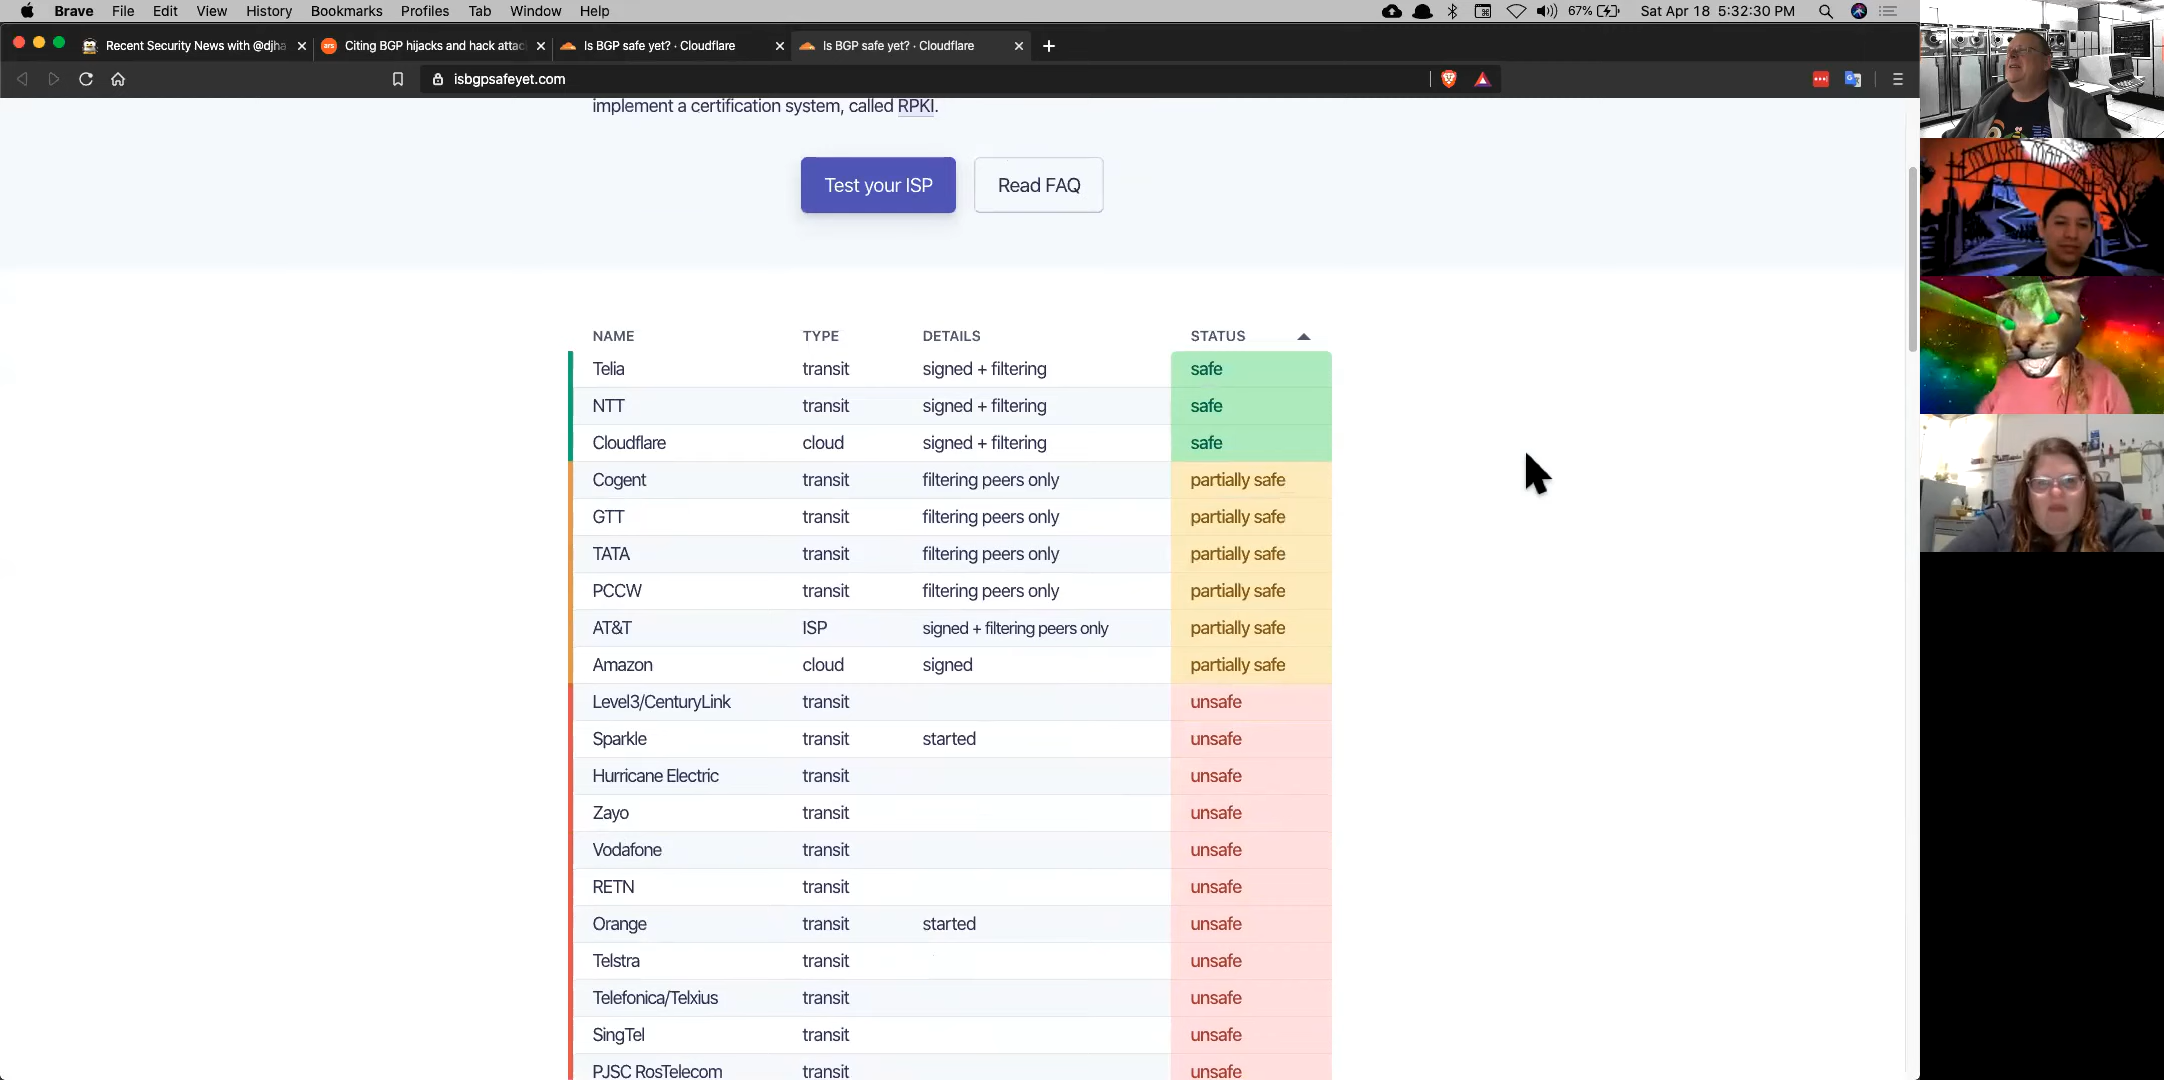 Brave File Edit View History Bookmarks Profiles Tab Window Help 67% Sat Apr 18 5:32:30 PM
Recent Security News with @djha
ars Citing BGP hijacks and hack attac
Is BGP safe yet? · Cloudflare
Is BGP safe yet? · Cloudflare
isbgpsafeyet.com
implement a certification system, called RPKI.
Test your ISP Read FAQ
NAME TYPE DETAILS STATUS
Telia transit signed + filtering safe
NTT transit signed + filtering safe
Cloudflare cloud signed + filtering safe
Cogent transit filtering peers only partially safe
GTT transit filtering peers only partially safe
TATA transit filtering peers only partially safe
PCCW transit filtering peers only partially safe
AT&T ISP signed + filtering peers only partially safe
Amazon cloud signed partially safe
Level3/CenturyLink transit unsafe
Sparkle transit started unsafe
Hurricane Electric transit unsafe
Zayo transit unsafe
Vodafone transit unsafe
RETN transit unsafe
Orange transit started unsafe
Telstra transit unsafe
Telefonica/Telxius transit unsafe
SingTel transit unsafe
PJSC RosTelecom transit unsafe